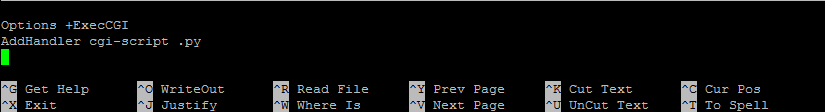 Options +ExecCGI
AddHandler cgi-script .py
^G Get Help ^O WriteOut ^R Read File ^Y Prev Page ^K Cut Text ^C Cur Pos
^X Exit ^J Justify ^W Where Is ^V Next Page ^U UnCut Text ^T To Spell